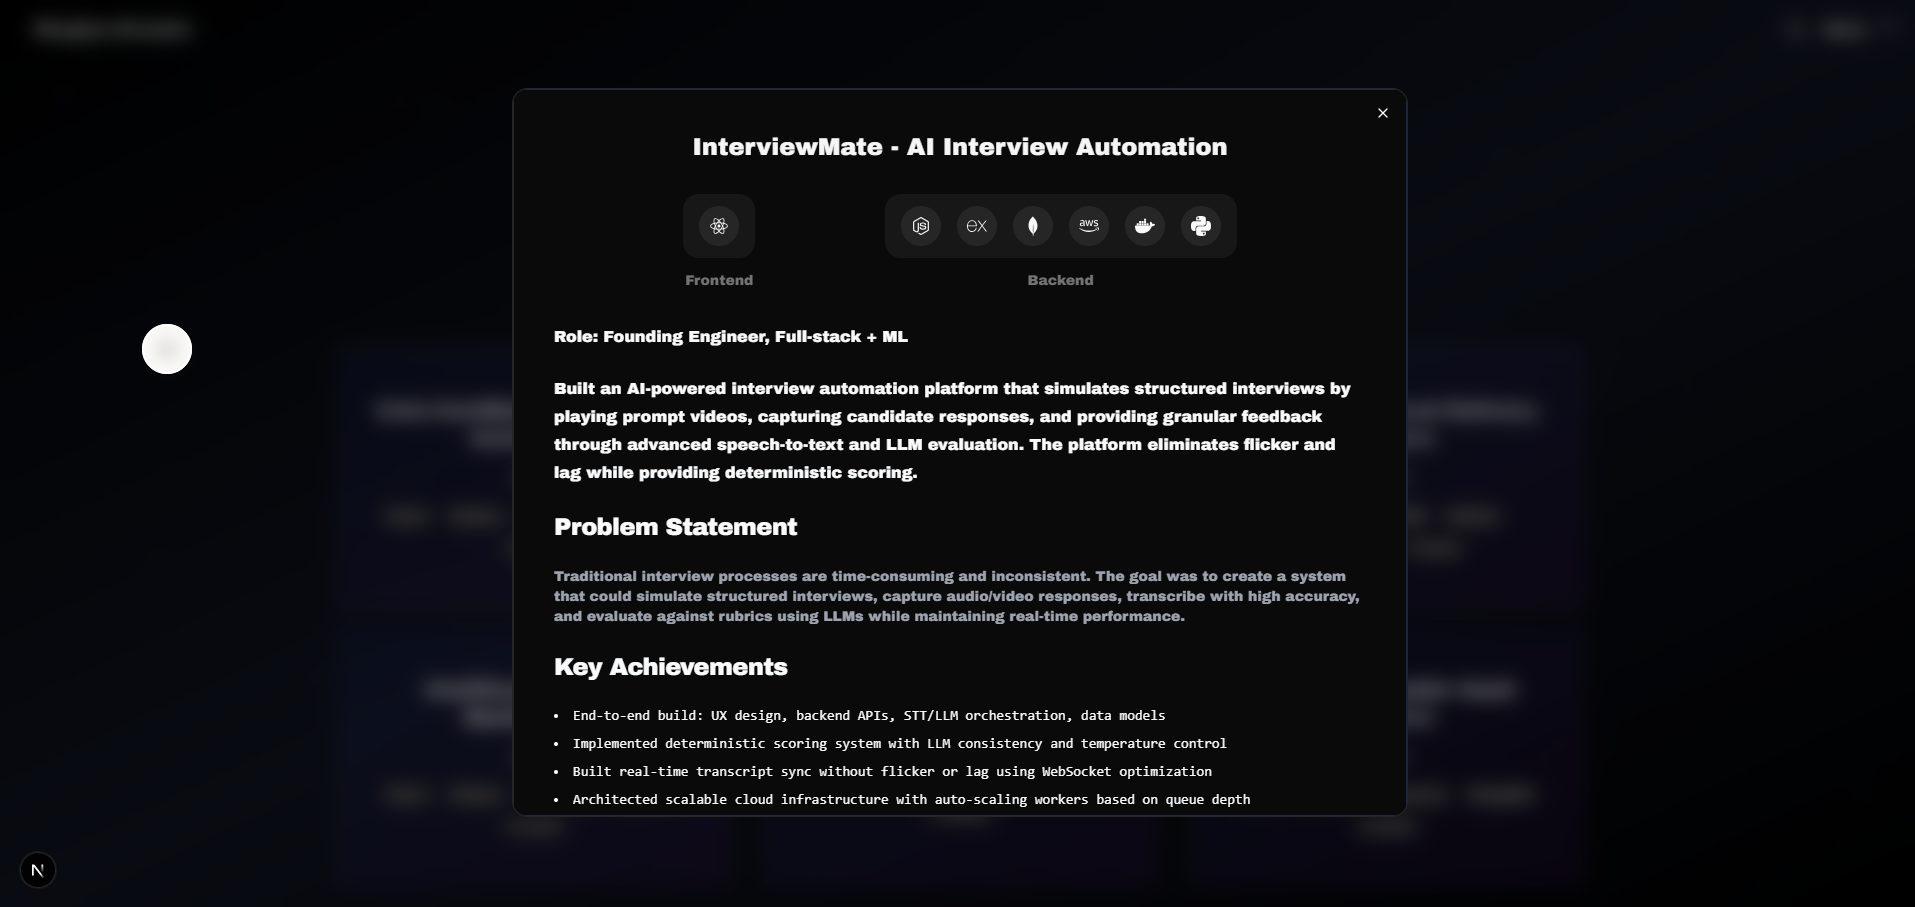 InterviewMate - AI Interview Automation
JS
ex
aws
Frontend
Backend
Role: Founding Engineer, Full-stack + ML
Built an AI-powered interview automation platform that simulates structured interviews by
playing prompt videos, capturing candidate responses, and providing granular feedback
through advanced speech-to-text and LLM evaluation. The platform eliminates flicker and
lag while providing deterministic scoring.
Problem Statement
Traditional interview processes are time-consuming and inconsistent. The goal was to create a system
that could simulate structured interviews, capture audio/video responses, transcribe with high accuracy,
and evaluate against rubrics using LLMs while maintaining real-time performance.
Key Achievements
• End-to-end build: UX design, backend APIs, STT/LLM orchestration, data models
• Implemented deterministic scoring system with LLM consistency and temperature control
• Built real-time transcript sync without flicker or lag using WebSocket optimization
• Architected scalable cloud infrastructure with auto-scaling workers based on queue depth
N